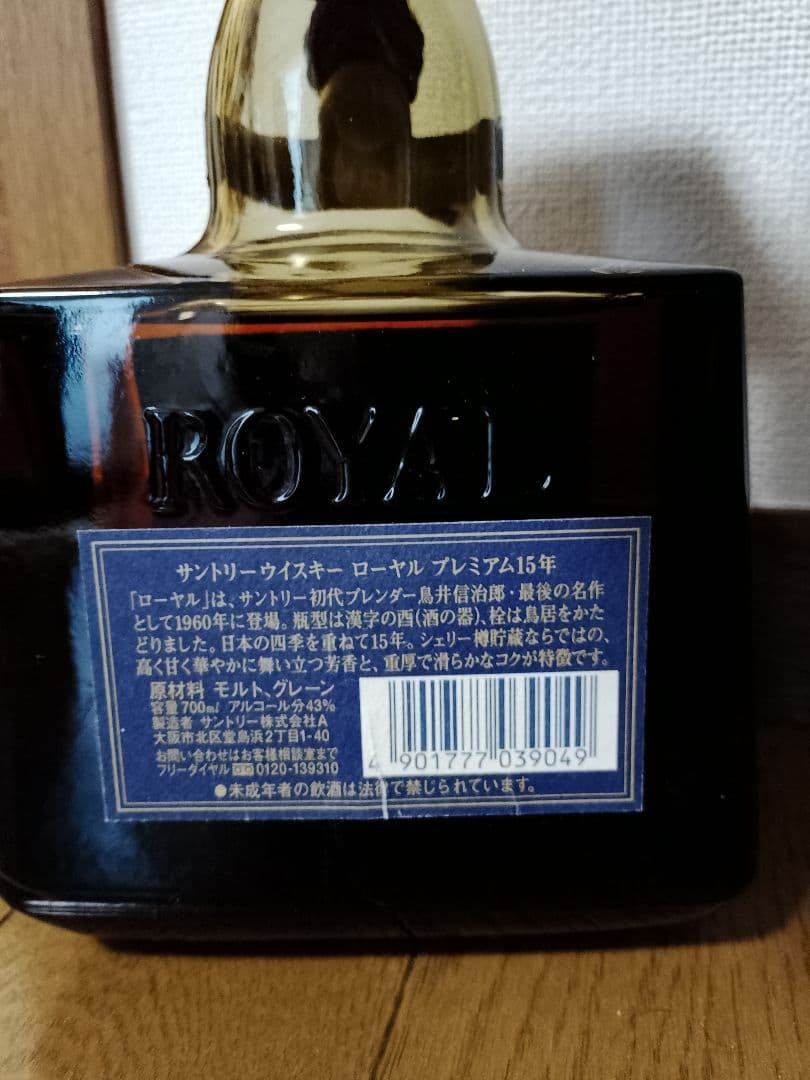 ROYAL
サントリーウイスキー ローヤル プレミアム15年
「ローヤル」は、サントリー初代ブレンダー鳥井信治郎・最後の名作
として1960年に登場。瓶型は漢字の酉(酒の器)、栓は鳥居をかた
どりました。日本の四季を重ねて15年。シェリー樽貯蔵ならではの、
高く甘く華やかに舞い立つ芳香と、重厚で滑らかなコクが特徴です。
原材料 モルト、グレーン
容量 700㎖ アルコール分43%
製造者 サントリー株式会社A
大阪市北区堂島浜2丁目1-40
お問い合わせはお客様相談室まで
フリーダイヤル 0120-139310
4 901777 039049
●未成年者の飲酒は法律で禁じられています。